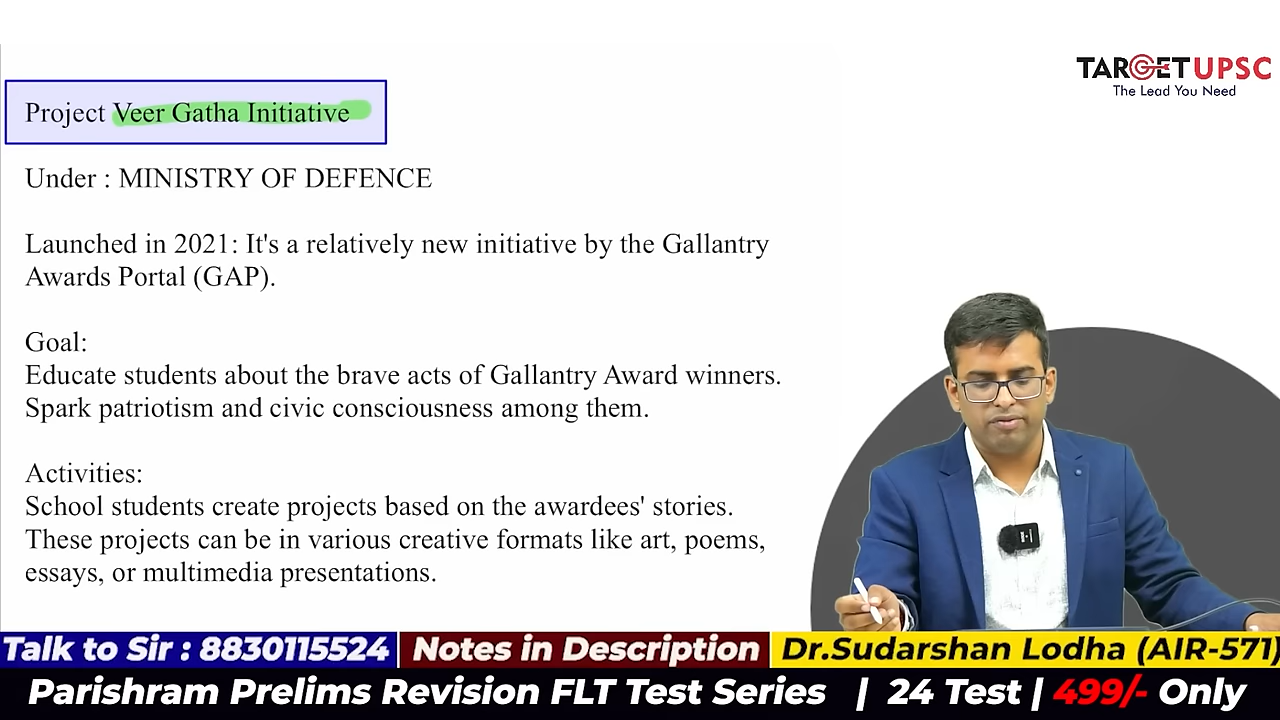 TARGET UPSC
The Lead You Need
Project Veer Gatha Initiative
Under : MINISTRY OF DEFENCE
Launched in 2021: It's a relatively new initiative by the Gallantry
Awards Portal (GAP).
Goal:
Educate students about the brave acts of Gallantry Award winners.
Spark patriotism and civic consciousness among them.
Activities:
School students create projects based on the awardees' stories.
These projects can be in various creative formats like art, poems,
essays, or multimedia presentations.
Talk to Sir : 8830115524
Notes in Description
Dr.Sudarshan Lodha (AIR-571)
Parishram Prelims Revision FLT Test Series | 24 Test | 499/- Only